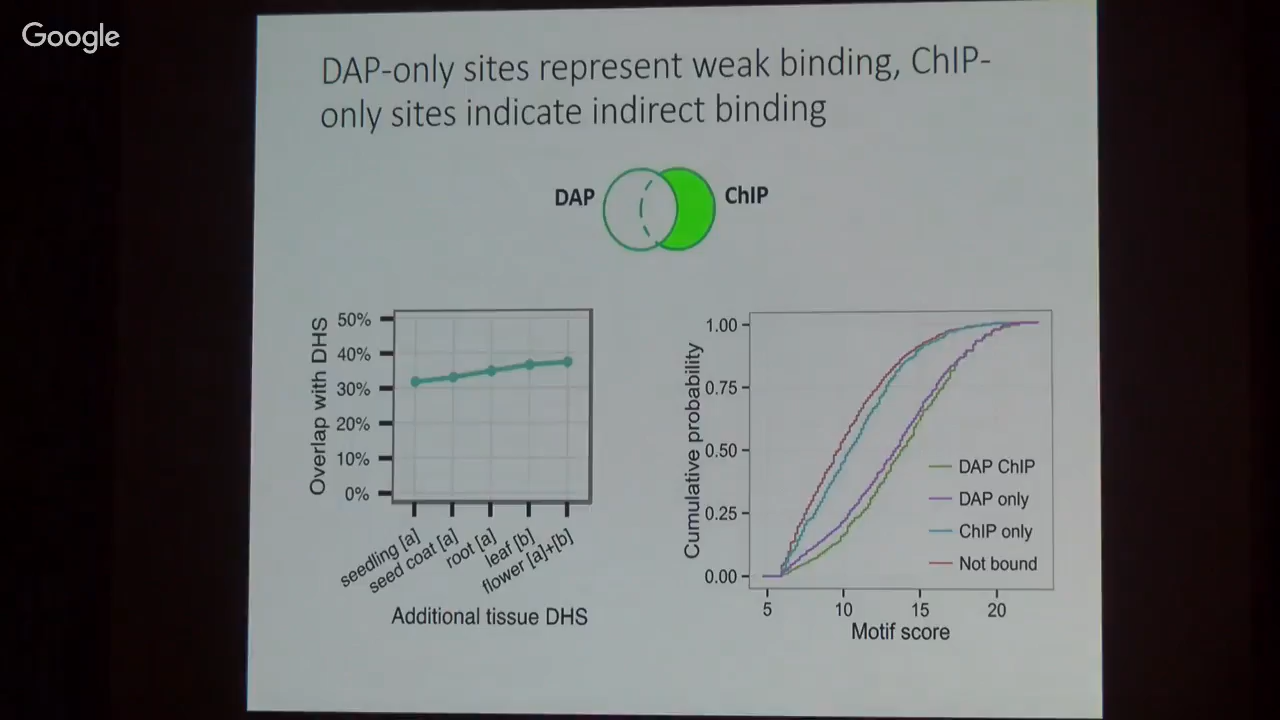 Google
DAP-only sites represent weak binding, ChIP-
only sites indicate indirect binding
DAP
ChIP
Overlap with DHS
50%
40%
30%
20%
10%
0%
seedling [a]
seed coat [a]
root [a]
leaf [b]
flower [a]+[b]
Additional tissue DHS
Cumulative probability
1.00
0.75
0.50
0.25
0.00
DAP ChIP
DAP only
ChIP only
Not bound
5 10 15 20
Motif score